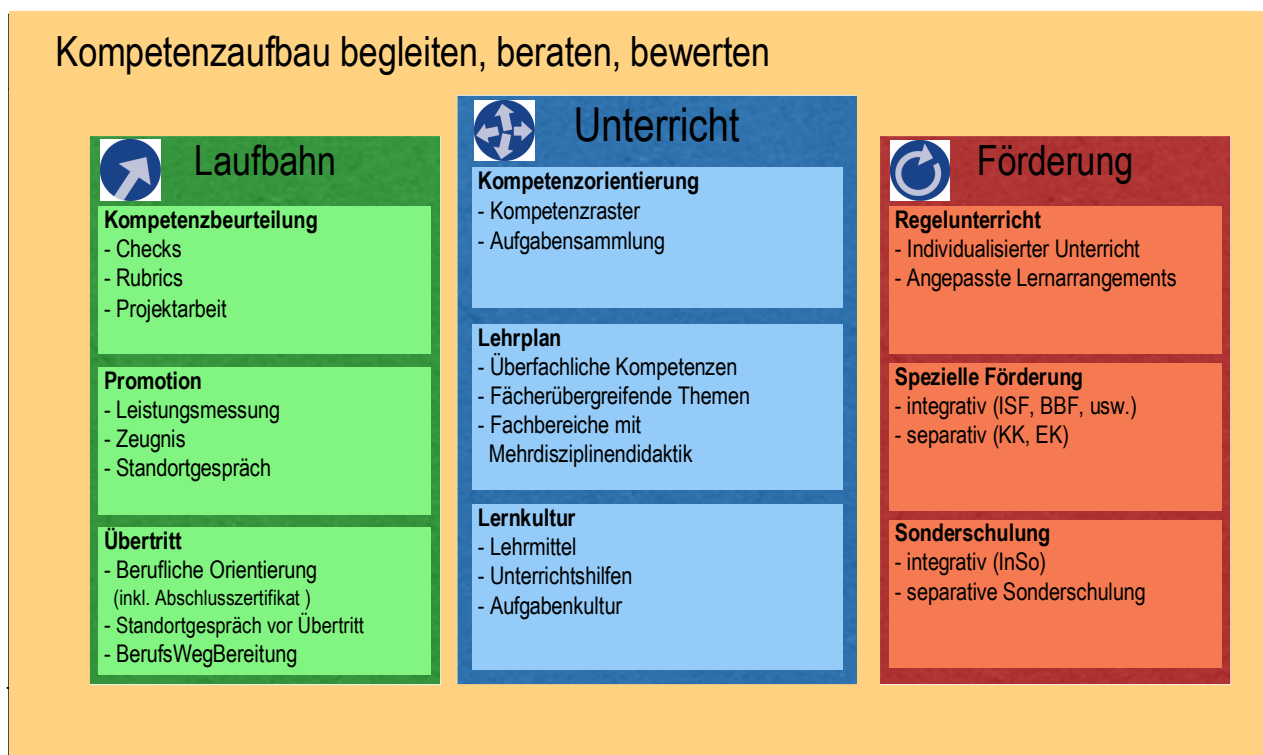 Kompetenzaufbau begleiten, beraten, bewerten
Laufbahn
Kompetenzbeurteilung
- Checks
- Rubrics
- Projektarbeit
Promotion
- Leistungsmessung
- Zeugnis
- Standortgespräch
Übertritt
- Berufliche Orientierung
(inkl. Abschlusszertifikat )
- Standortgespräch vor Übertritt
- BerufsWegBereitung
Unterricht
Kompetenzorientierung
- Kompetenzraster
- Aufgabensammlung
Lehrplan
- Überfachliche Kompetenzen
- Fächerübergreifende Themen
- Fachbereiche mit
Mehrdisziplinendidaktik
Lernkultur
- Lehrmittel
- Unterrichtshilfen
- Aufgabenkultur
Förderung
Regelunterricht
- Individualisierter Unterricht
- Angepasste Lernarrangements
Spezielle Förderung
- integrativ (ISF, BBF, usw.)
- separativ (KK, EK)
Sonderschulung
- integrativ (InSo)
- separative Sonderschulung